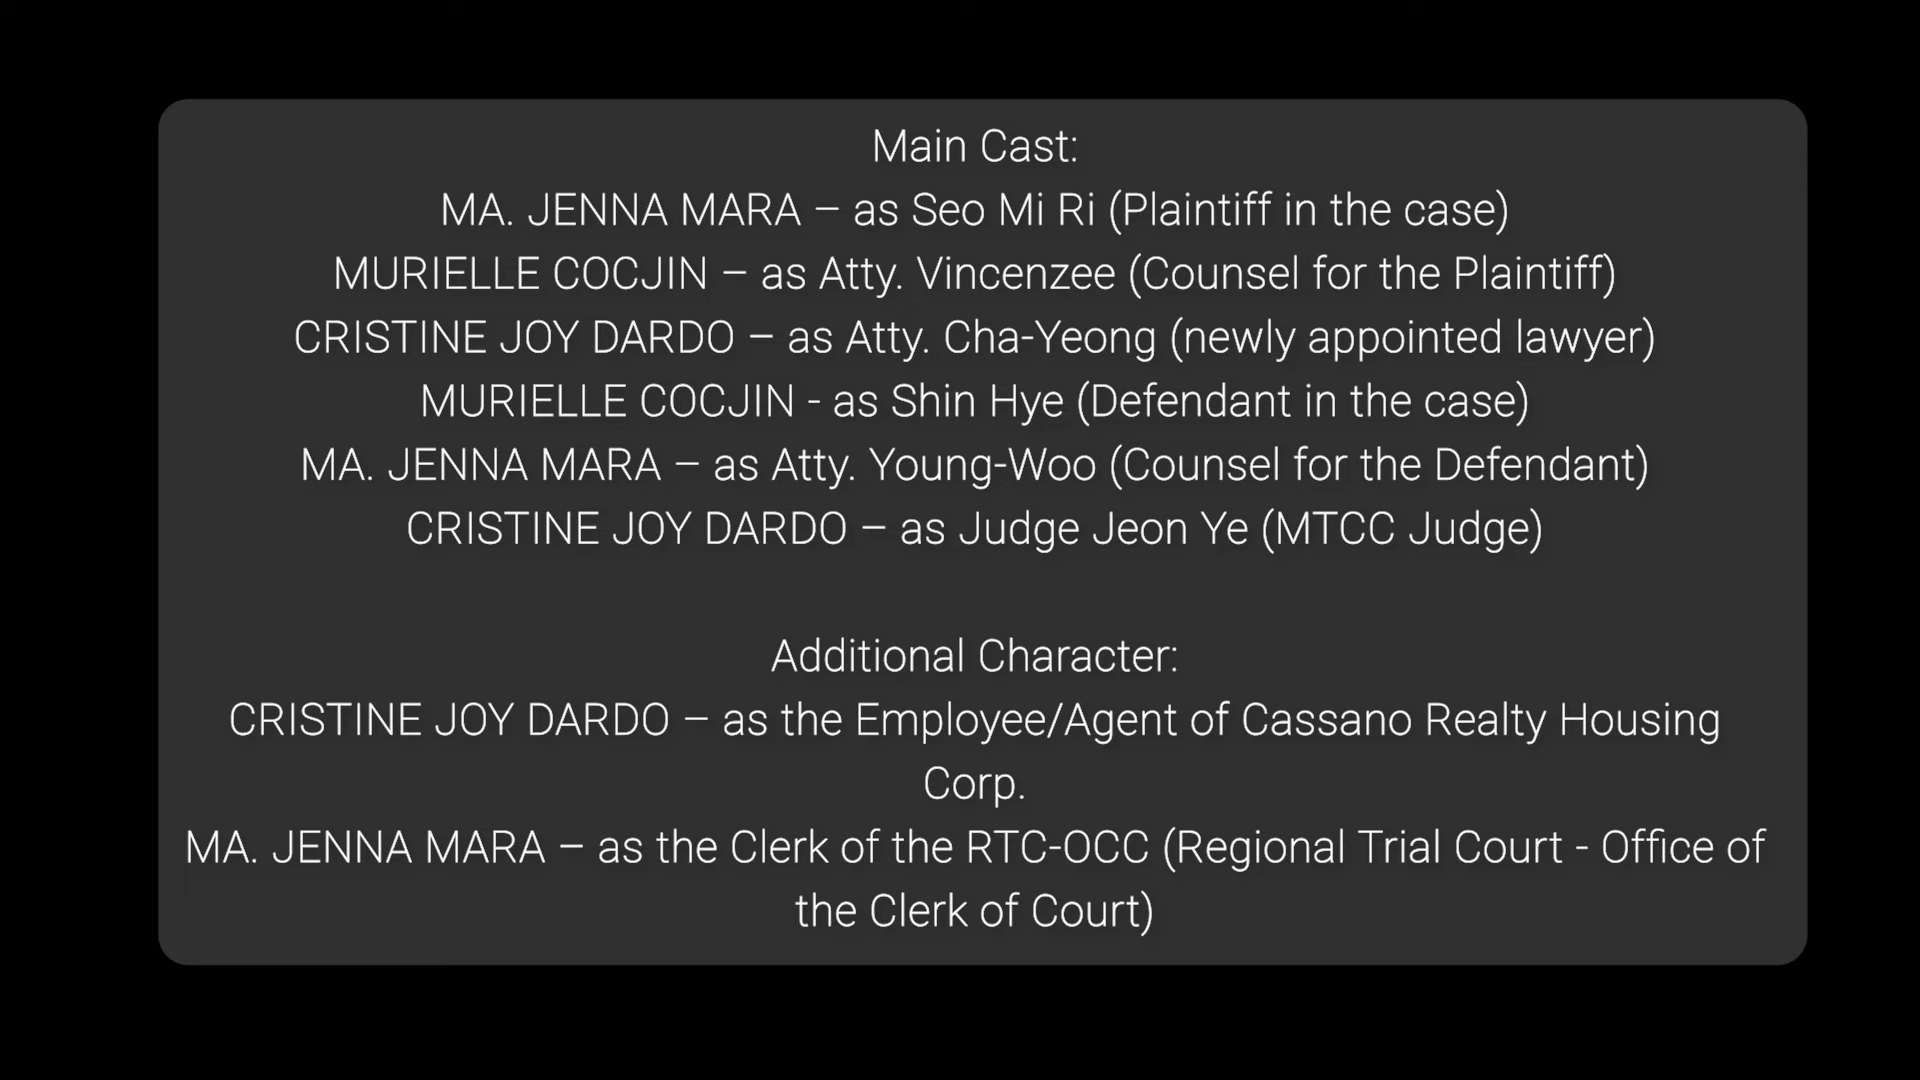 Main Cast:
MA. JENNA MARA – as Seo Mi Ri (Plaintiff in the case)
MURIELLE COCJIN – as Atty. Vincenzee (Counsel for the Plaintiff)
CRISTINE JOY DARDO – as Atty. Cha-Yeong (newly appointed lawyer)
MURIELLE COCJIN - as Shin Hye (Defendant in the case)
MA. JENNA MARA – as Atty. Young-Woo (Counsel for the Defendant)
CRISTINE JOY DARDO – as Judge Jeon Ye (MTCC Judge)
Additional Character:
CRISTINE JOY DARDO – as the Employee/Agent of Cassano Realty Housing
Corp.
MA. JENNA MARA – as the Clerk of the RTC-OCC (Regional Trial Court - Office of
the Clerk of Court)